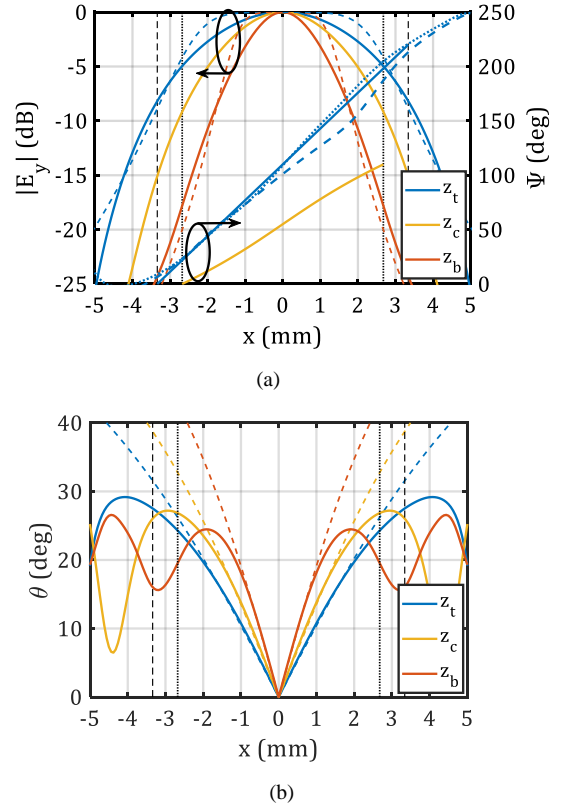 0 250
-5 200
-10 150
-15 100
-20 50
-25 0
|E_y| (dB)
Ψ (deg)
z_t
z_c
z_b
-5 -4 -3 -2 -1 0 1 2 3 4 5
x (mm)
(a)
40
30
20
10
0
θ (deg)
z_t
z_c
z_b
-5 -4 -3 -2 -1 0 1 2 3 4 5
x (mm)
(b)